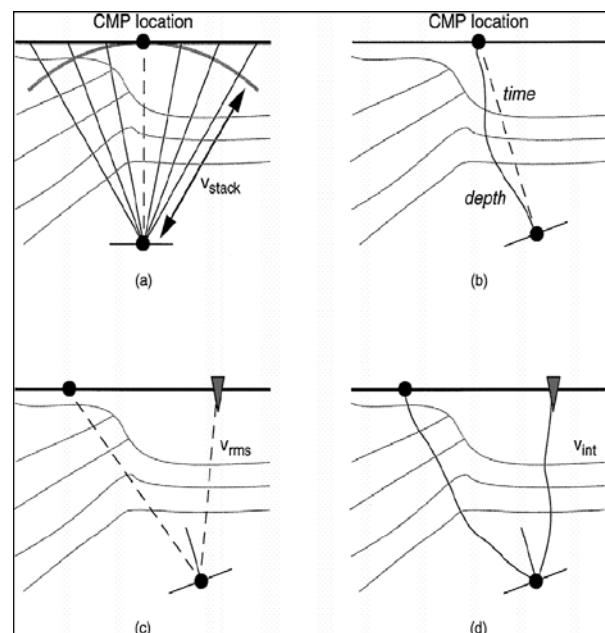 CMP location
CMP location
time
v_stack
depth
(a)
(b)
v_rms
v_int
(c)
(d)